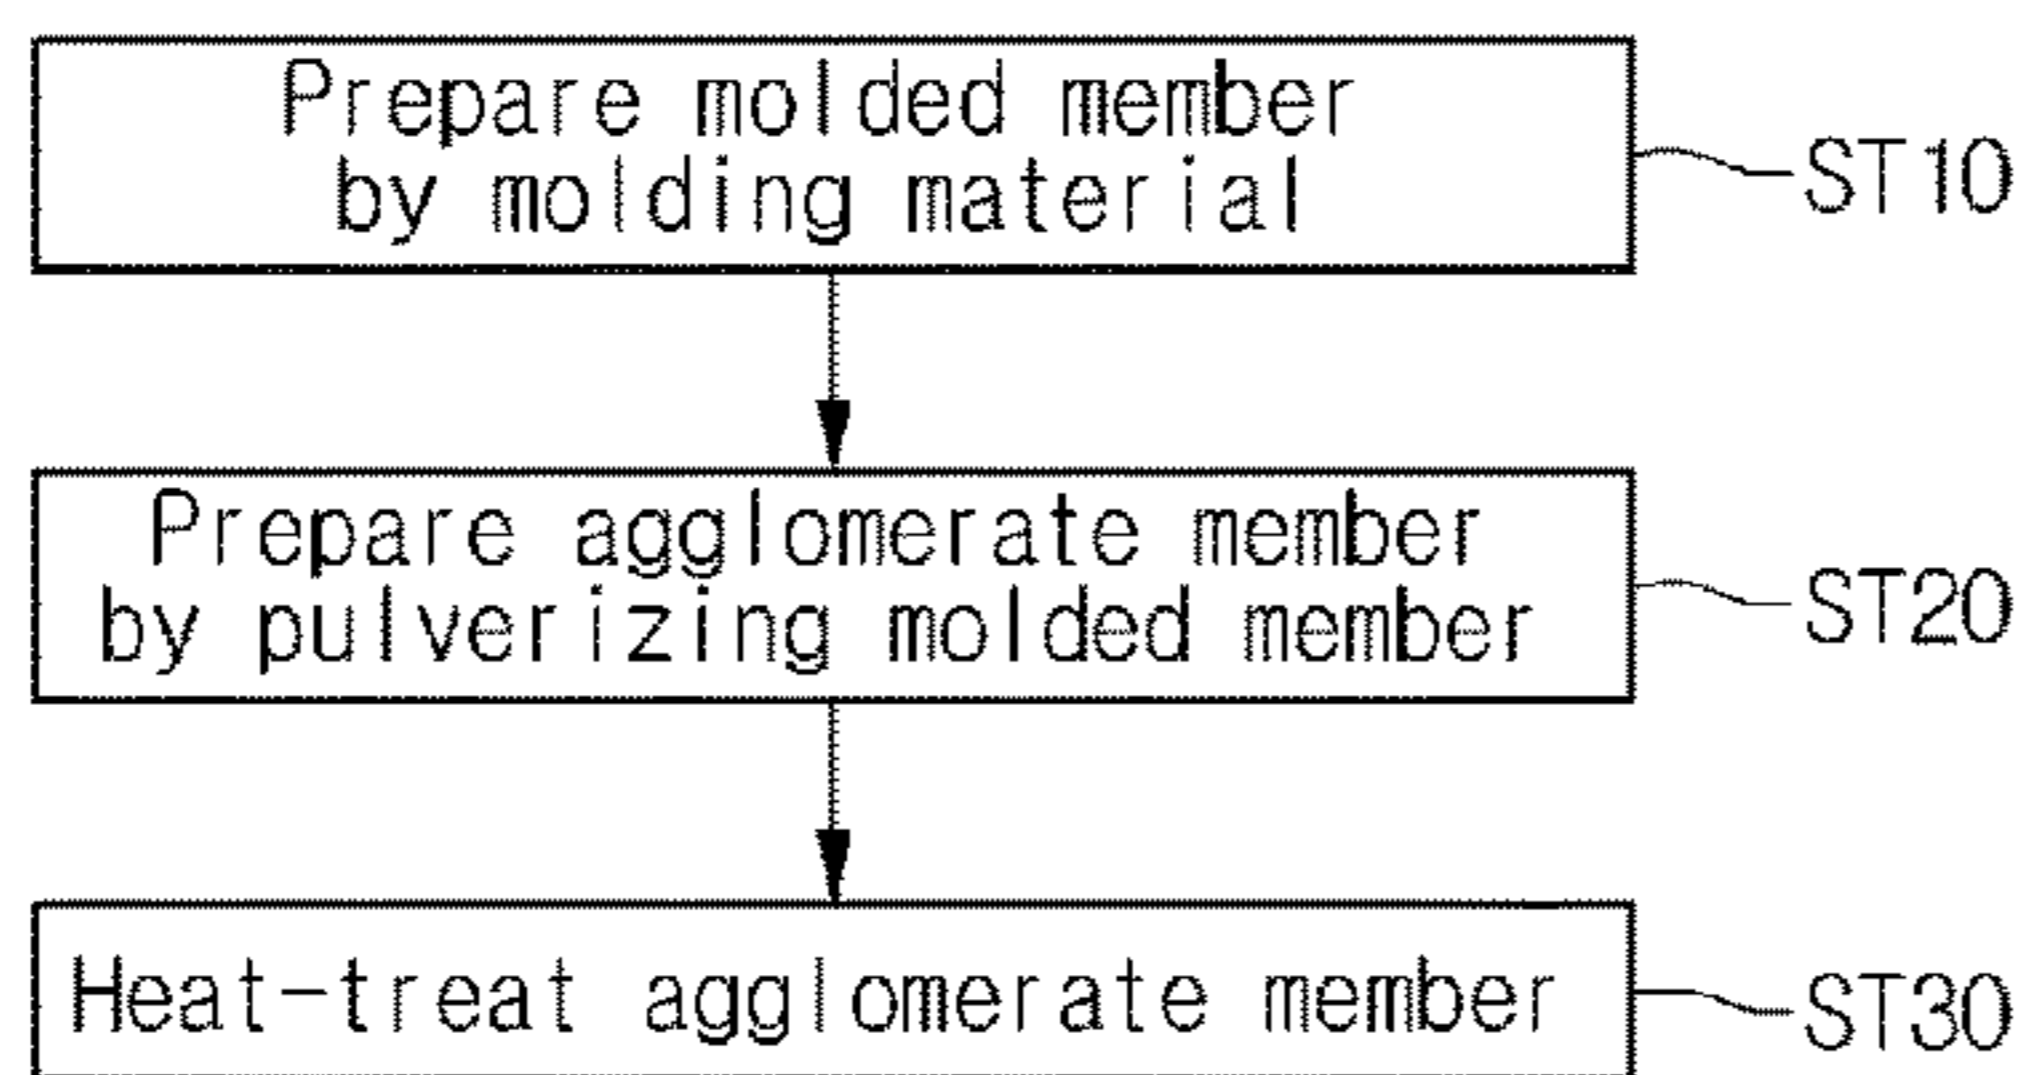 Prepare molded member
by molding material
ST10
Prepare agglomerate member
by pulverizing molded member
ST20
Heat-treat agglomerate member
ST30